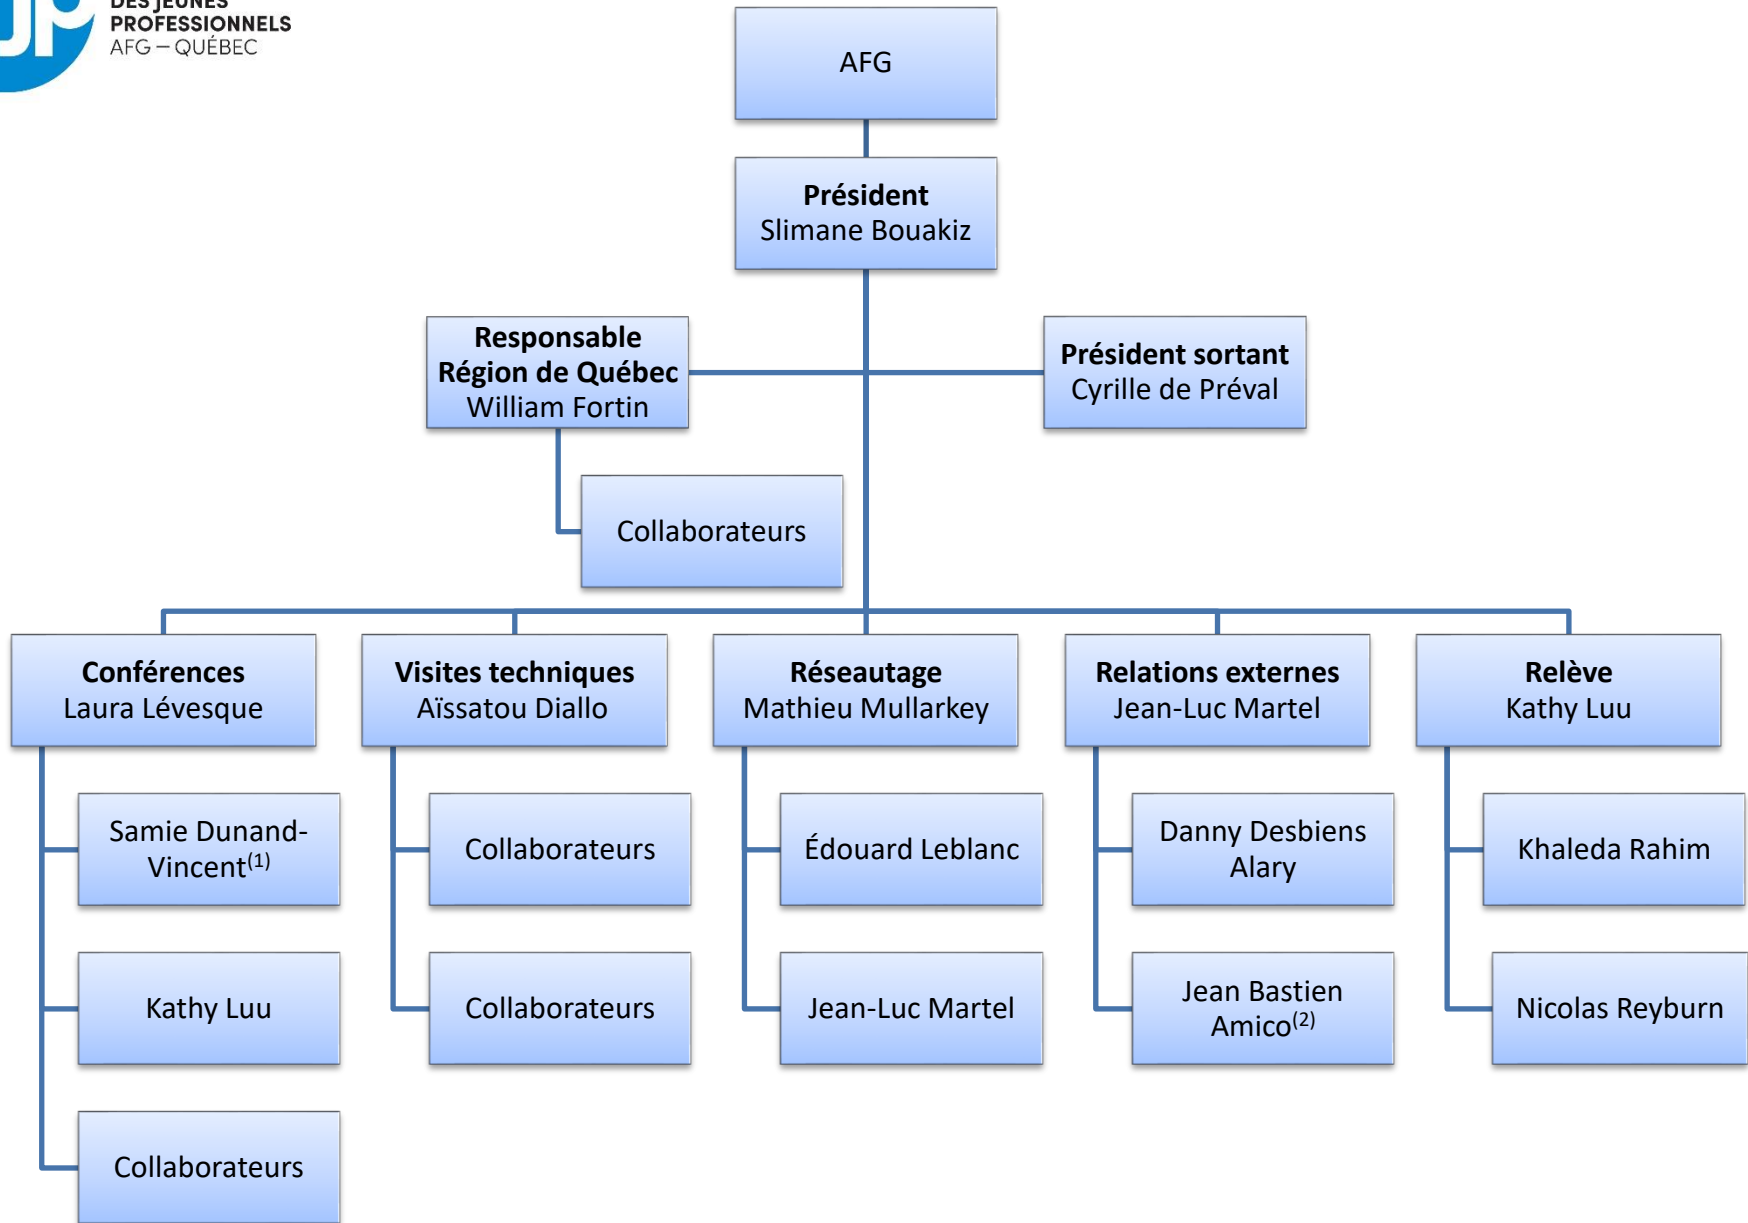 DES JEUNES
PROFESSIONNELS
AFG – QUÉBEC
AFG
Président
Slimane Bouakiz
Responsable
Région de Québec
William Fortin
Président sortant
Cyrille de Préval
Collaborateurs
Conférences
Laura Lévesque
Visites techniques
Aïssatou Diallo
Réseautage
Mathieu Mullarkey
Relations externes
Jean-Luc Martel
Relève
Kathy Luu
Samie Dunand-
Vincent(1)
Collaborateurs
Édouard Leblanc
Danny Desbiens
Alary
Khaleda Rahim
Kathy Luu
Collaborateurs
Jean-Luc Martel
Jean Bastien
Amico(2)
Nicolas Reyburn
Collaborateurs